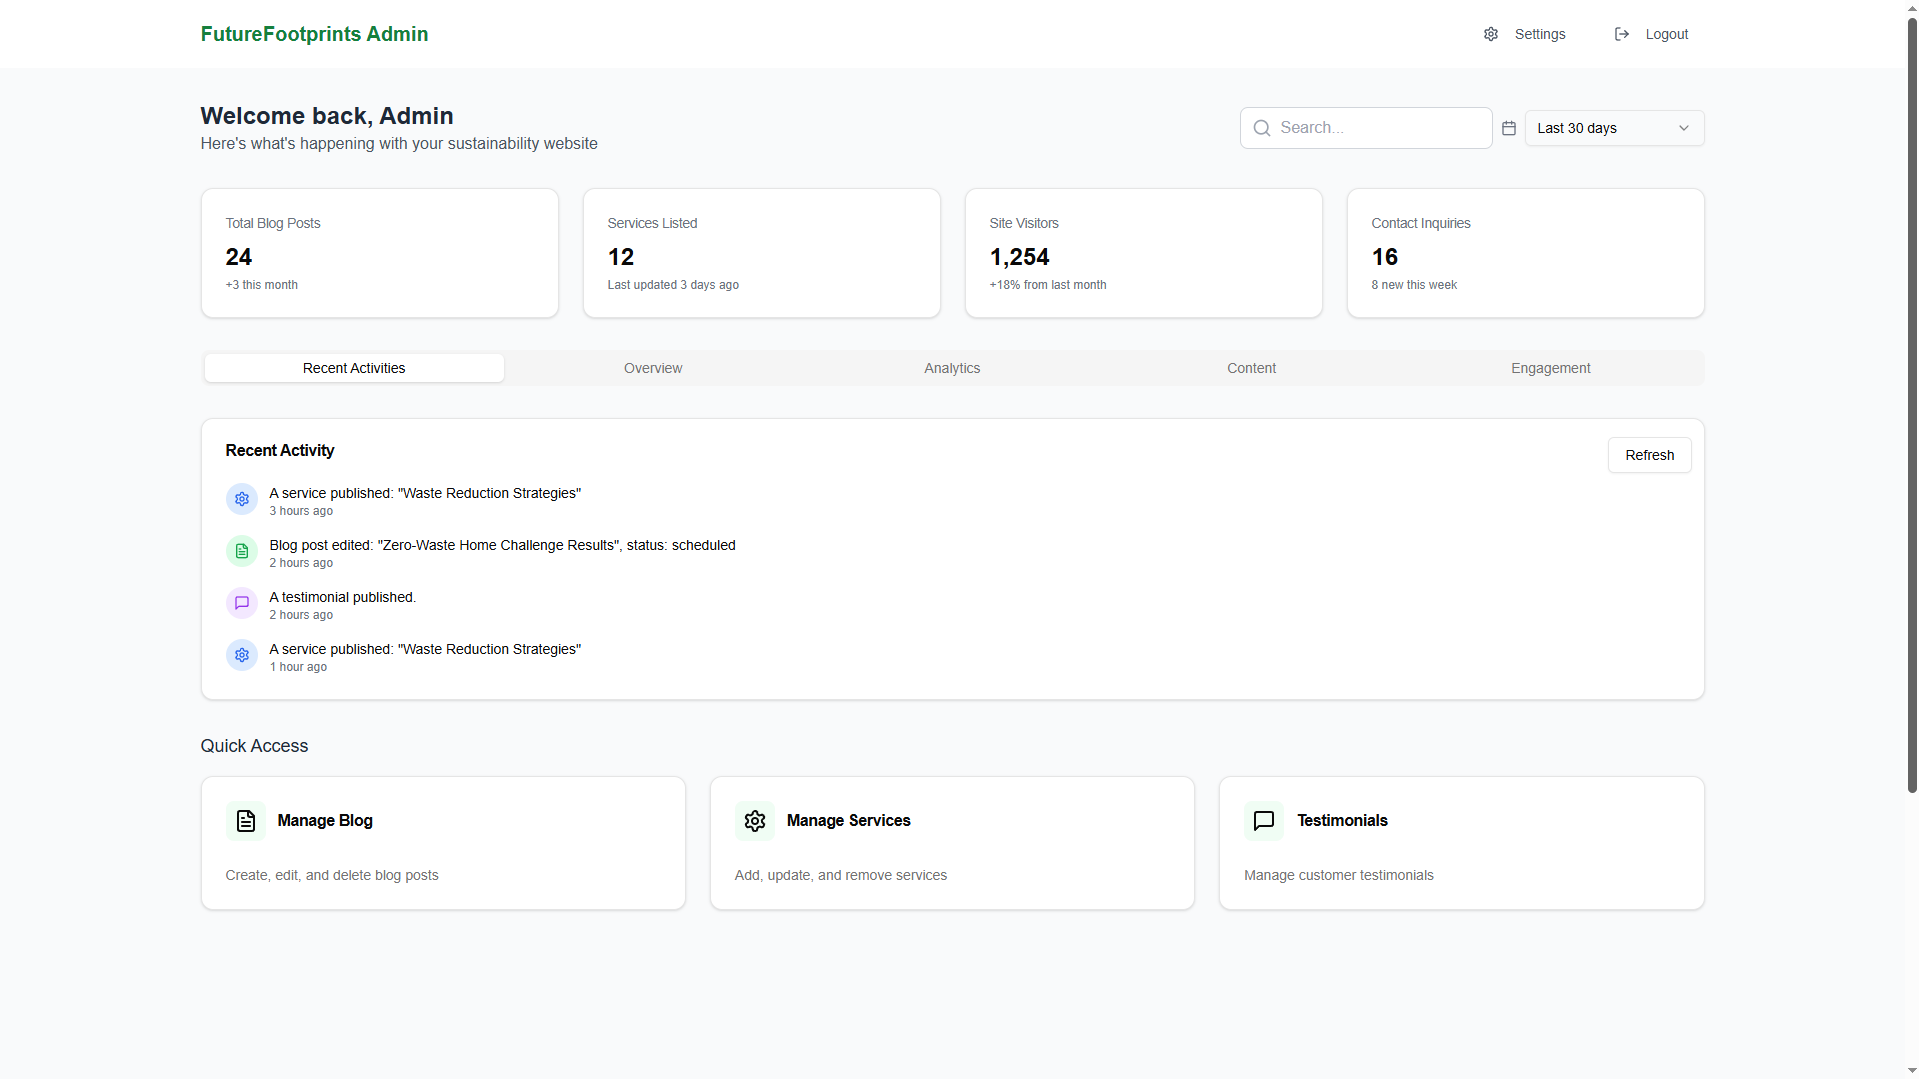 FutureFootprints Admin
Settings
Logout
Welcome back, Admin
Here's what's happening with your sustainability website
Search...
Last 30 days
Total Blog Posts
24
+3 this month
Services Listed
12
Last updated 3 days ago
Site Visitors
1,254
+18% from last month
Contact Inquiries
16
8 new this week
Recent Activities
Overview
Analytics
Content
Engagement
Recent Activity
Refresh
A service published: "Waste Reduction Strategies"
3 hours ago
Blog post edited: "Zero-Waste Home Challenge Results", status: scheduled
2 hours ago
A testimonial published.
2 hours ago
A service published: "Waste Reduction Strategies"
1 hour ago
Quick Access
Manage Blog
Create, edit, and delete blog posts
Manage Services
Add, update, and remove services
Testimonials
Manage customer testimonials